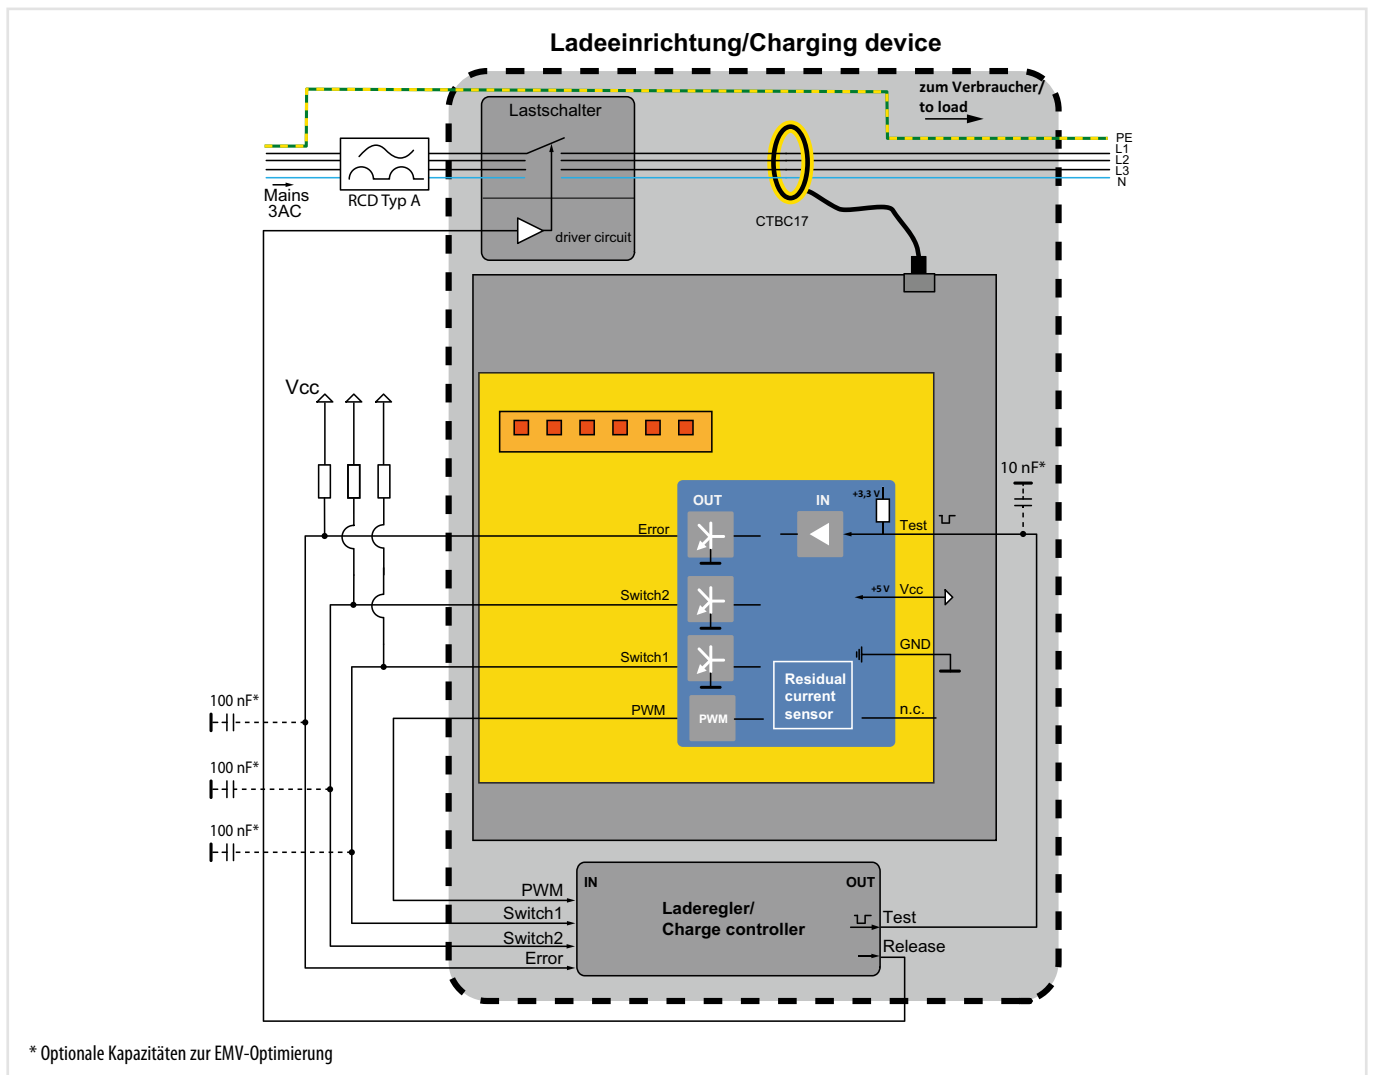 Ladeeinrichtung/Charging device
zum Verbraucher/
to load
Lastschalter
PE
L1
L2
L3
N
Mains
3AC
RCD Typ A
CTBC17
driver circuit
Vcc
10 nF*
OUT
IN
+3,3 V
Error
Test
Switch2
+5 V
Vcc
Switch1
GND
Residual
current
sensor
PWM
PWM
n.c.
100 nF*
100 nF*
100 nF*
IN
OUT
PWM
Switch1
Switch2
Error
Laderegler/
Charge controller
Test
Release
* Optionale Kapazitäten zur EMV-Optimierung